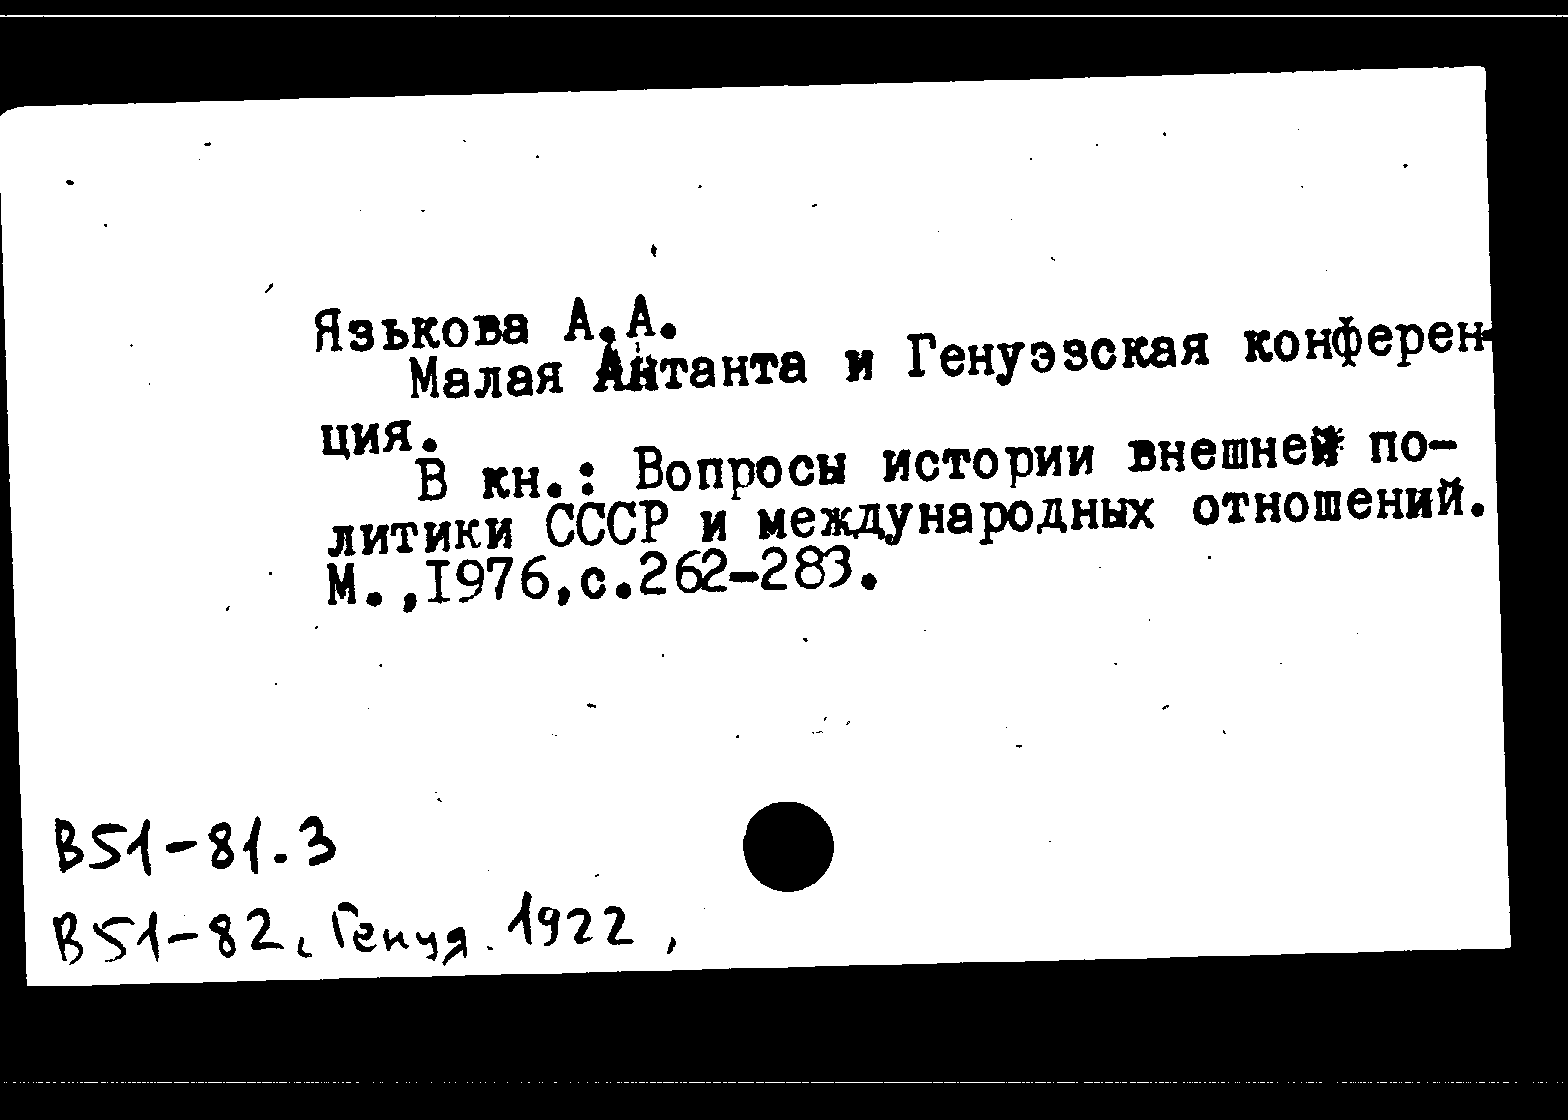 Язькова А.А.
Малая Антанта и Генуэзская конферен-
ция.
В кн.: Вопросы истории внешней по-
литики СССР и международных отношений.
М.,I976,с.262-283.
В51-81.3
В51-82, Генуя. 1922,